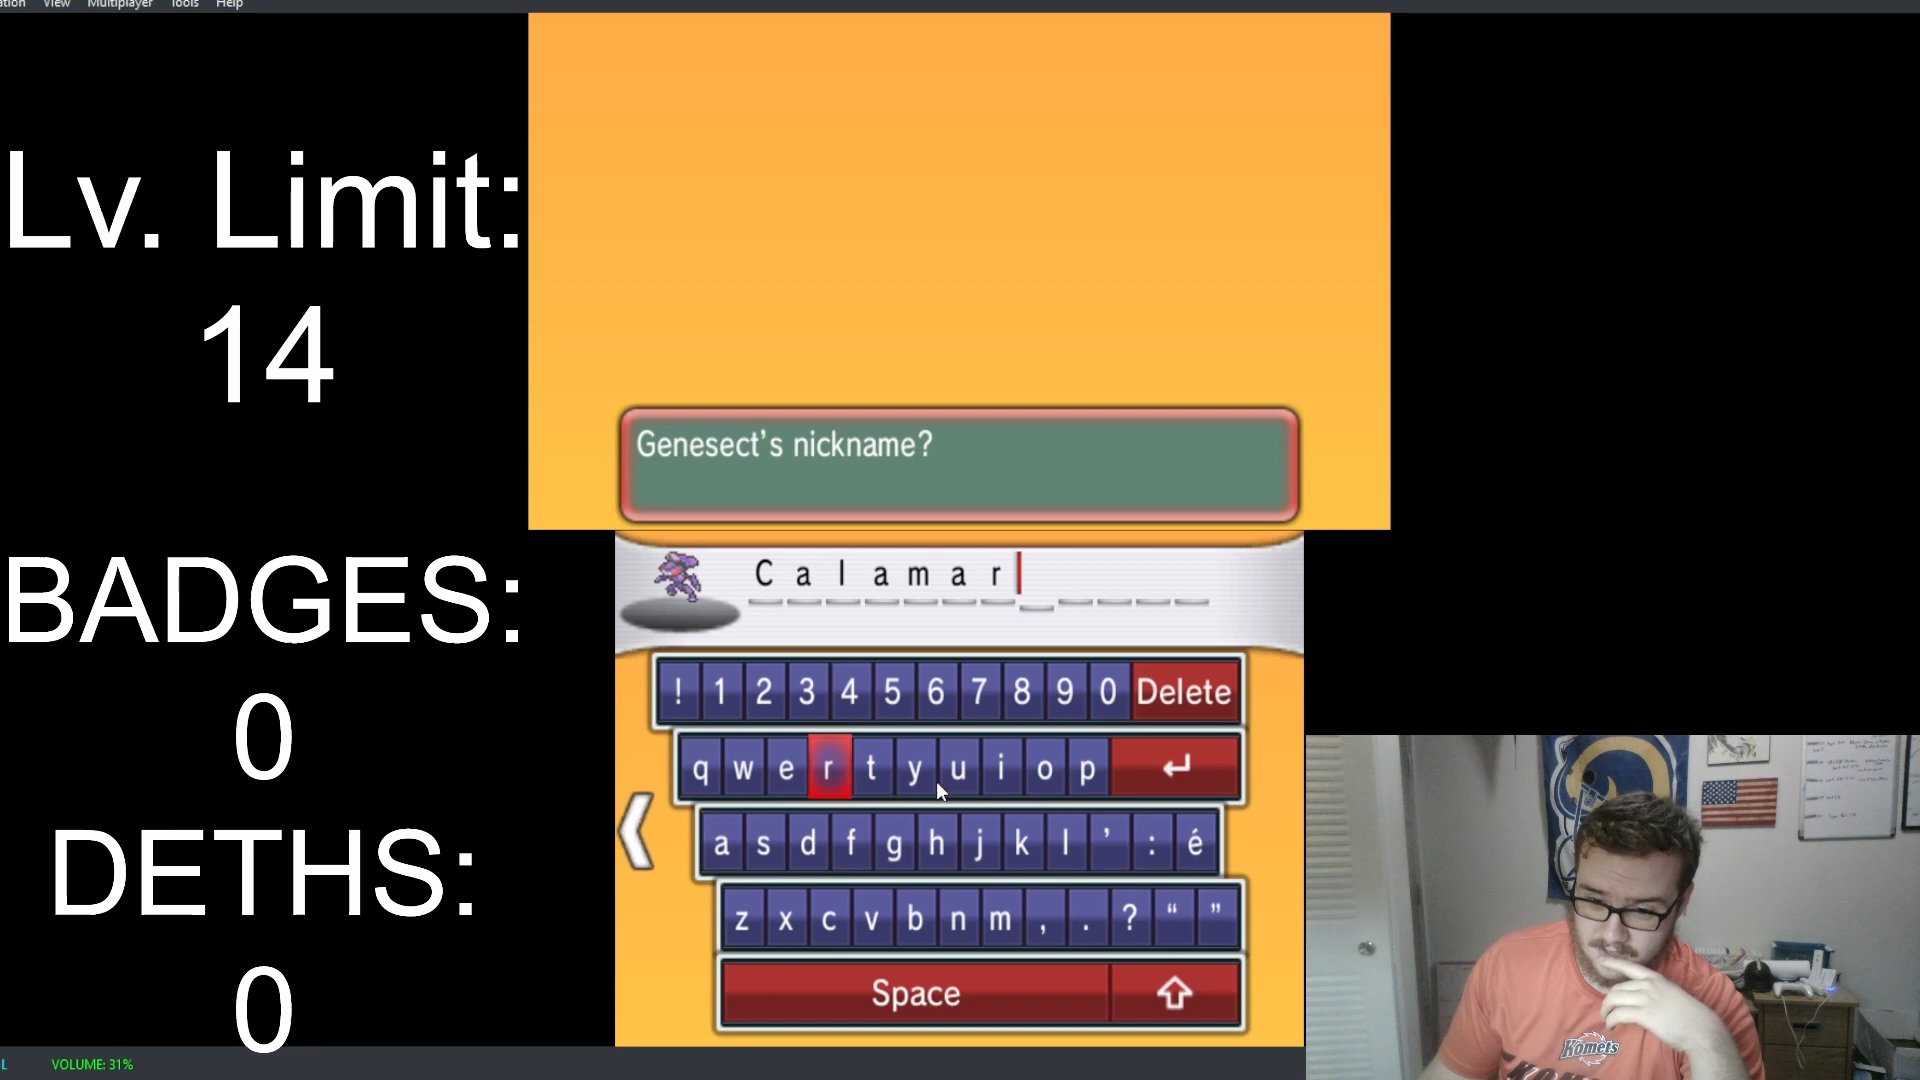 View Multiplayer Tools Help
Lv. Limit:
14
BADGES:
0
DETHS:
0
VOLUME: 31%
Genesect's nickname?
Calamar
! 1 2 3 4 5 6 7 8 9 0 Delete
q w e r t y u i o p
a s d f g h j k l ' : é
z x c v b n m , . ? “ ”
Space
Komets